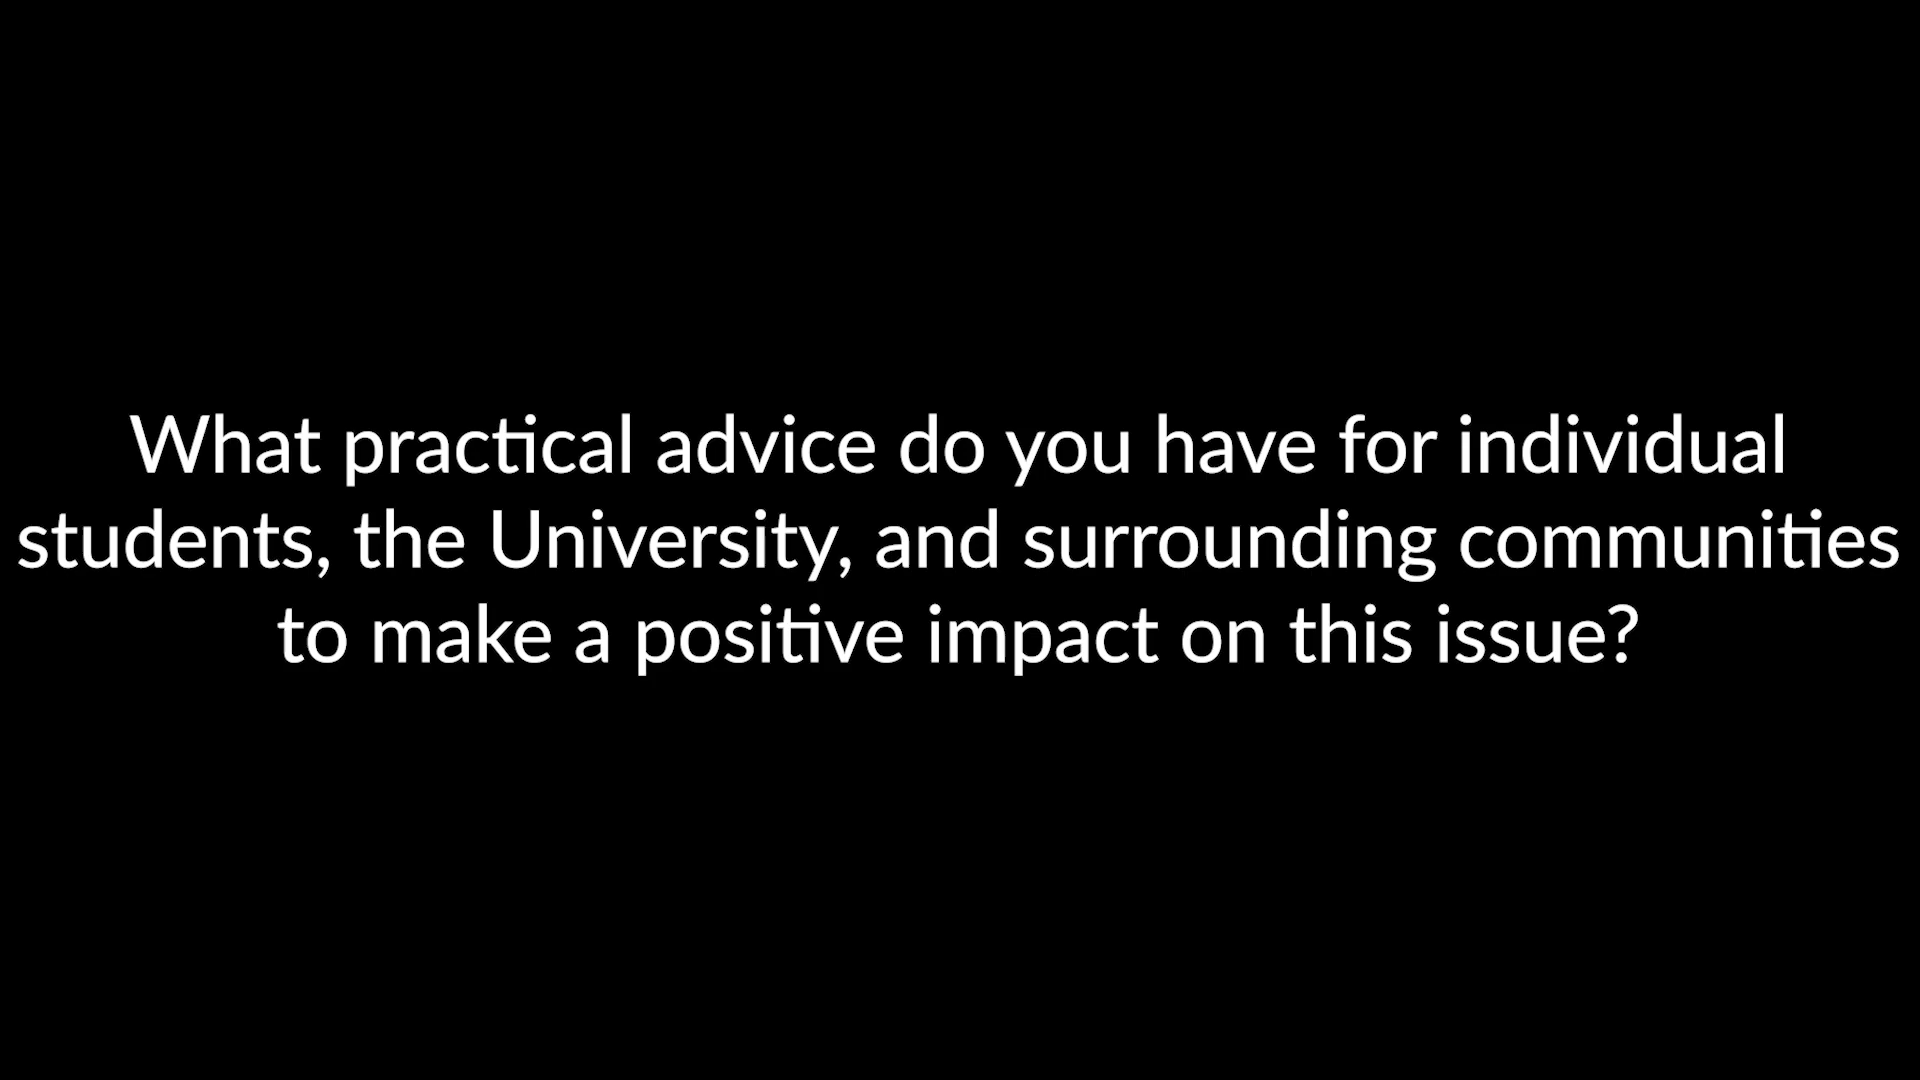 What practical advice do you have for individual
students, the University, and surrounding communities
to make a positive impact on this issue?